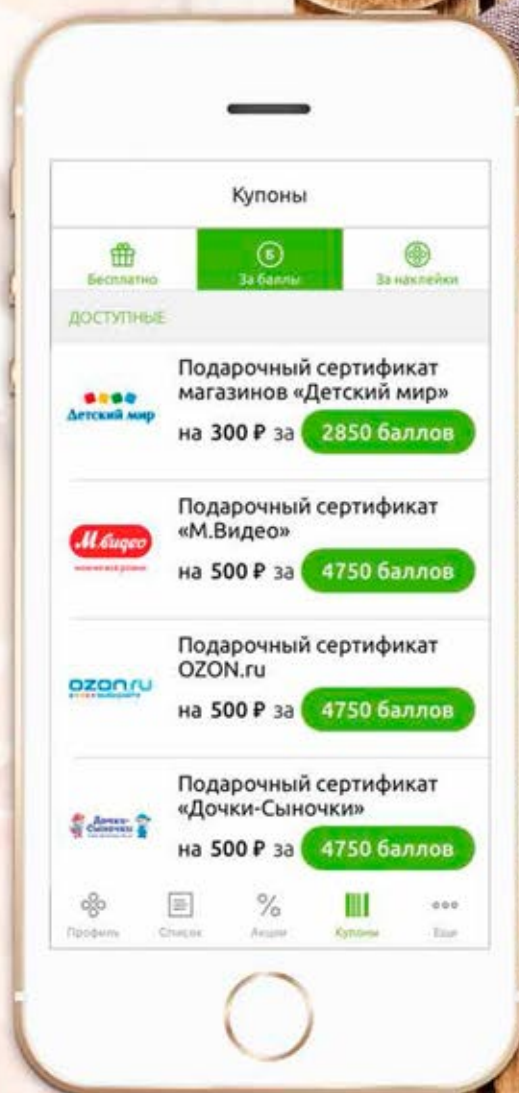 Купоны
Бесплатно
Б
За баллы
За наклейки
ДОСТУПНЫЕ
Детский мир
Подарочный сертификат
магазинов «Детский мир»
на 300 ₽ за 2850 баллов
М.видео
Подарочный сертификат
«М.Видео»
на 500 ₽ за 4750 баллов
OZON.ru
Подарочный сертификат
OZON.ru
на 500 ₽ за 4750 баллов
Дочки-
Сыночки
Подарочный сертификат
«Дочки-Сыночки»
на 500 ₽ за 4750 баллов
%
Профиль
Список
Акции
Купоны
Еще